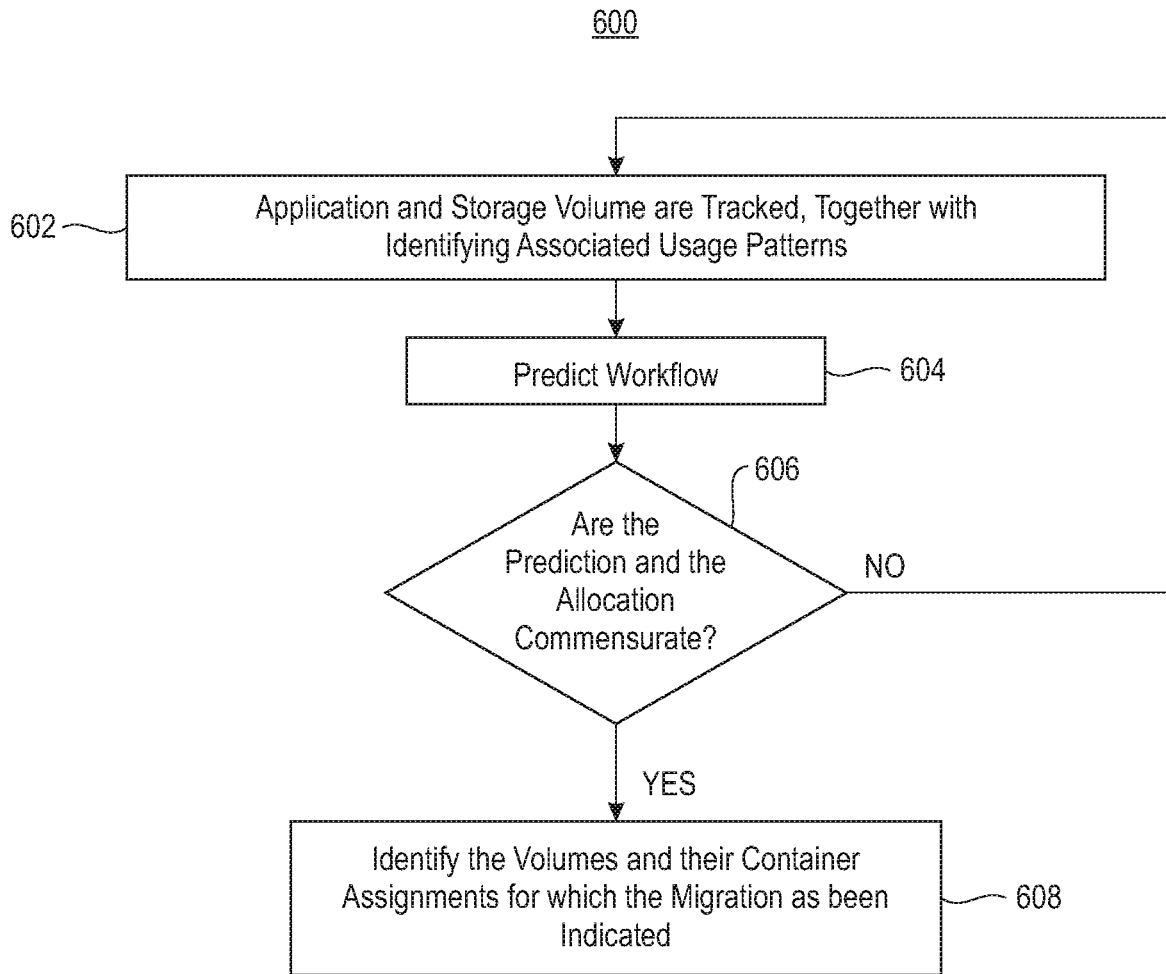 600
Application and Storage Volume are Tracked, Together with
602
Identifying Associated Usage Patterns
Predict Workflow
604
606
Are the
Prediction and the
Allocation
Commensurate?
NO
YES
Identify the Volumes and their Container
Assignments for which the Migration as been
Indicated
608